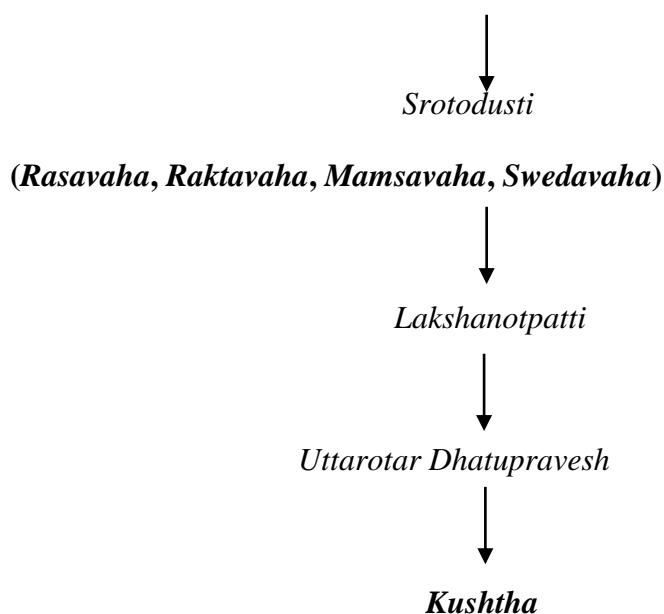 Srotodusti
(Rasavaha, Raktavaha, Mamsavaha, Swedavaha)
Lakshanotpatti
Uttarotar Dhatupravesh
Kushtha